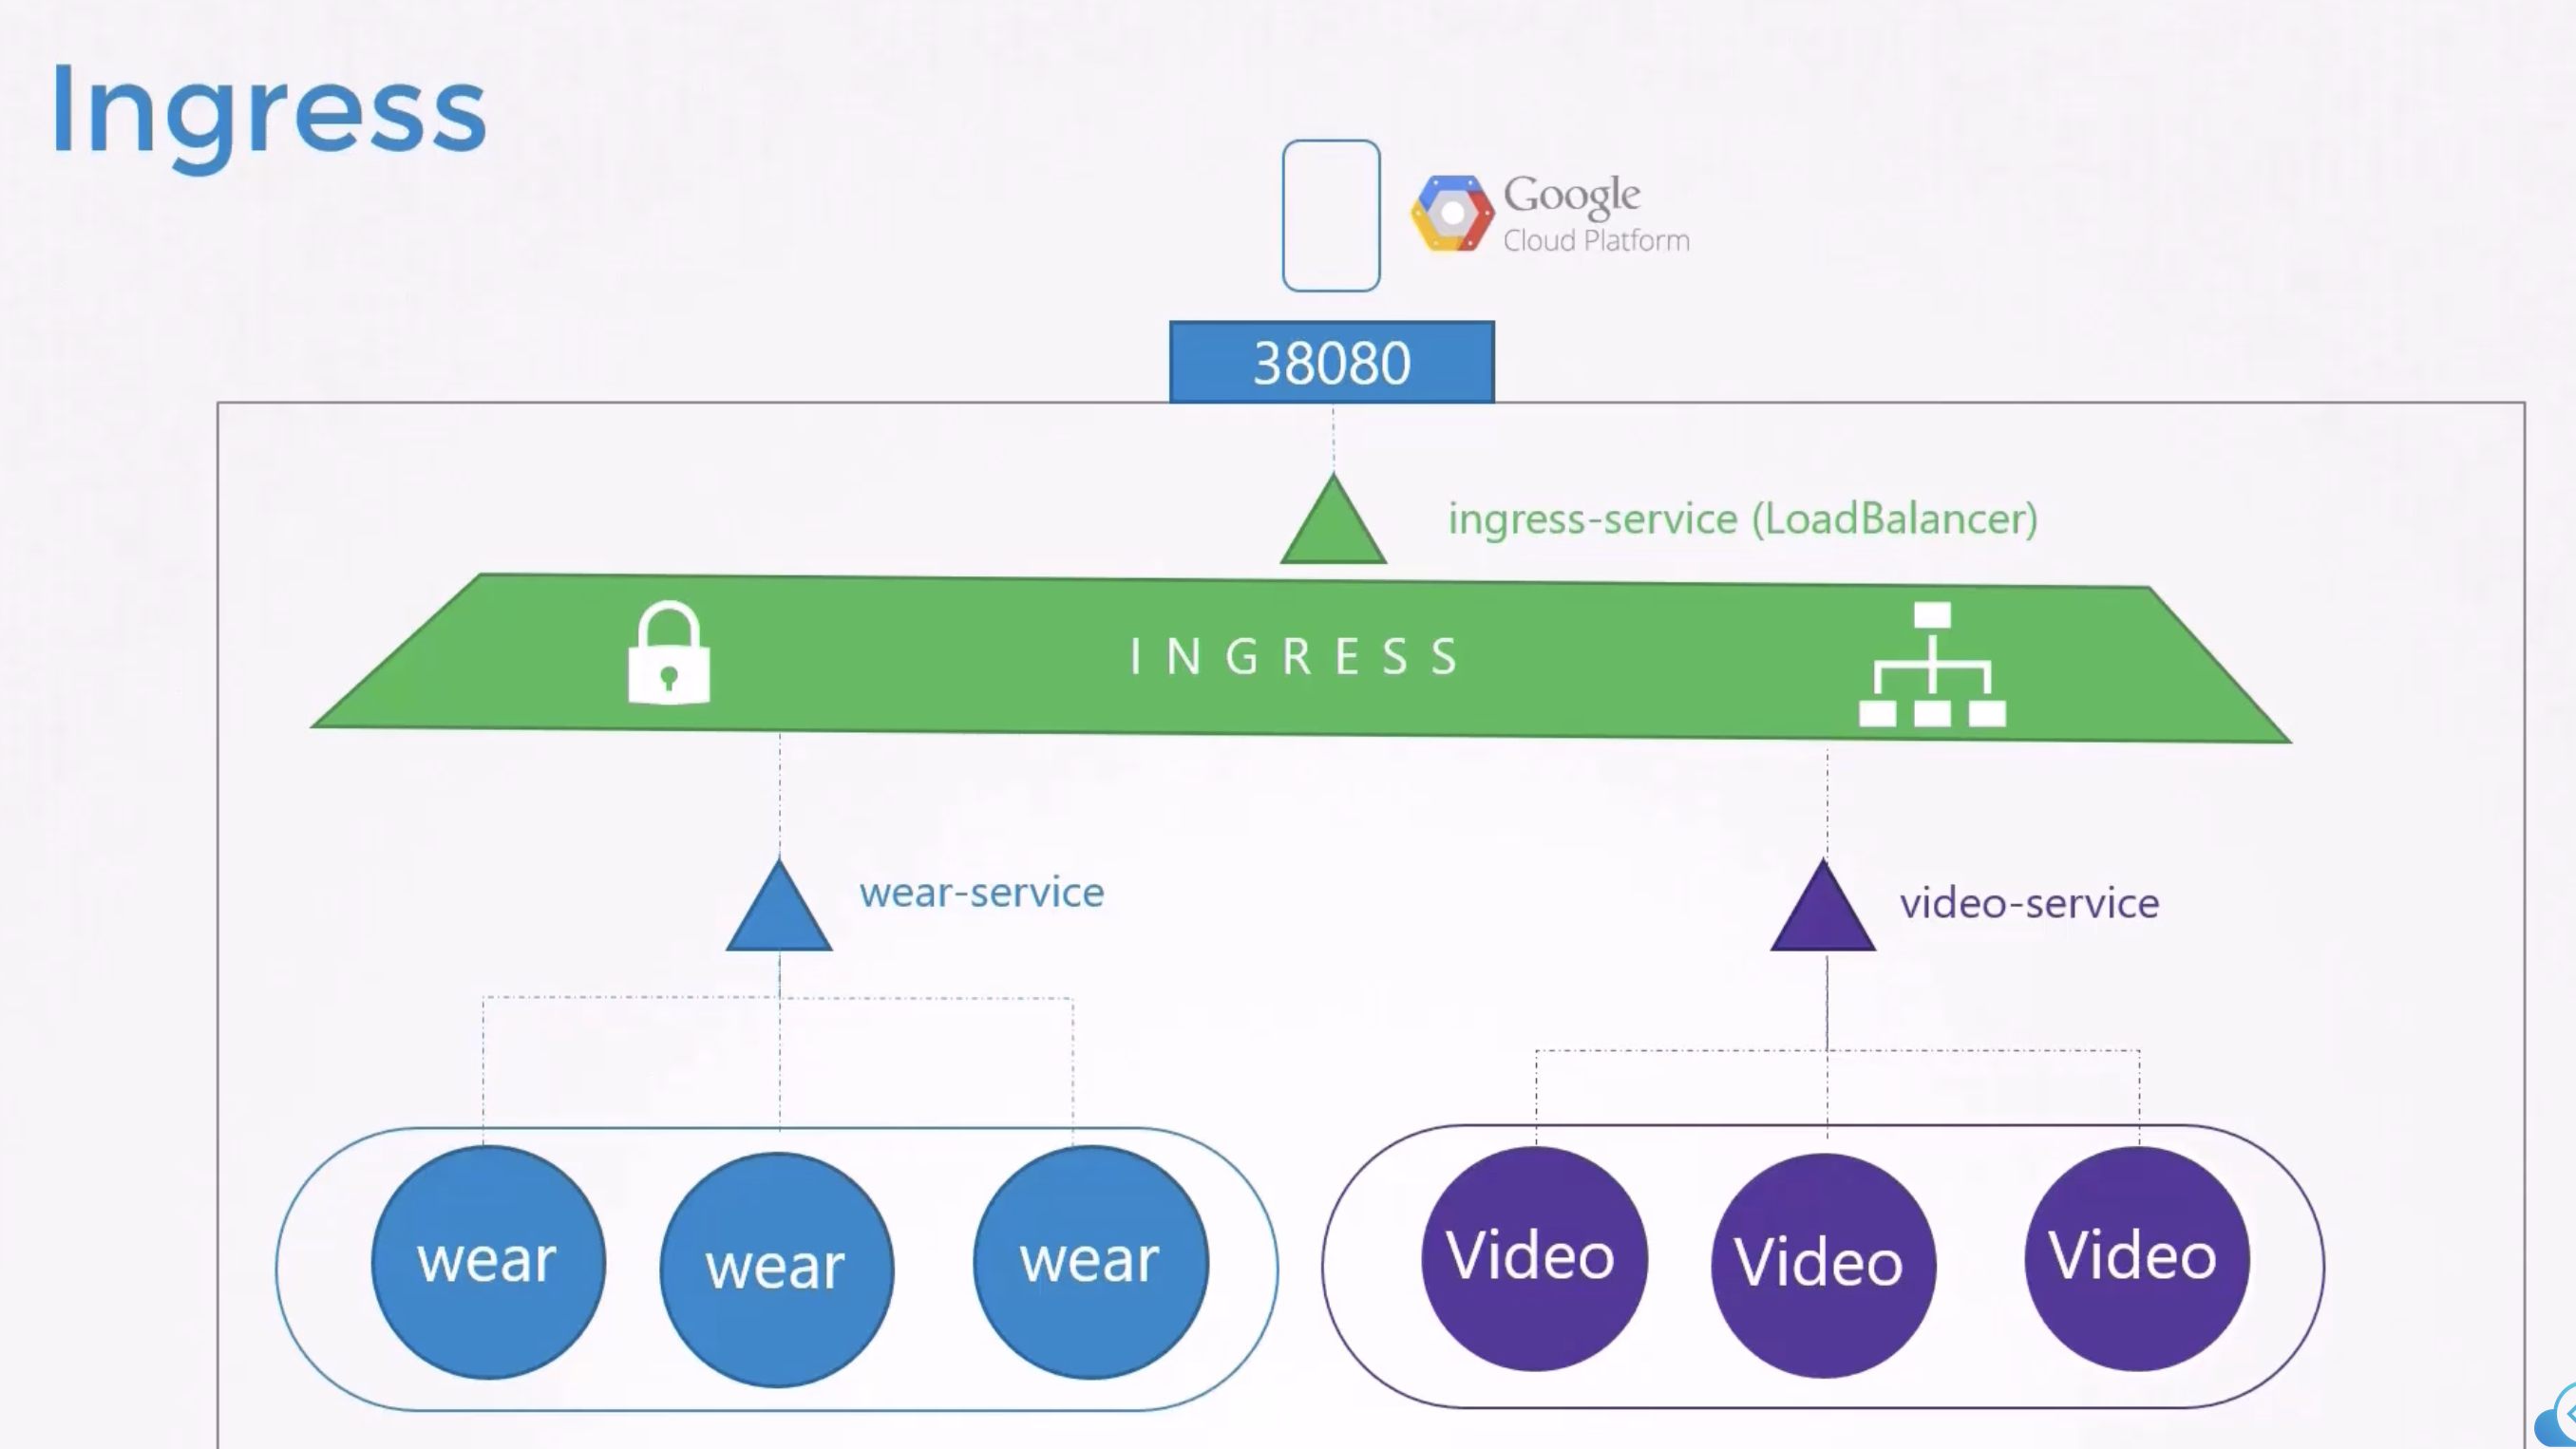 Ingress
Google
Cloud Platform
38080
ingress-service (LoadBalancer)
INGRESS
wear-service
video-service
wear
wear
wear
Video
Video
Video